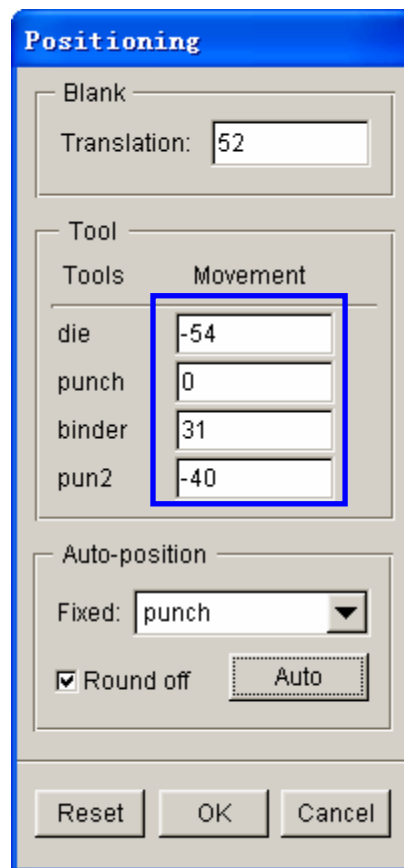 Positioning
Blank
Translation: 52
Tool
Tools Movement
die -54
punch 0
binder 31
pun2 -40
Auto-position
Fixed: punch
Round off Auto
Reset OK Cancel